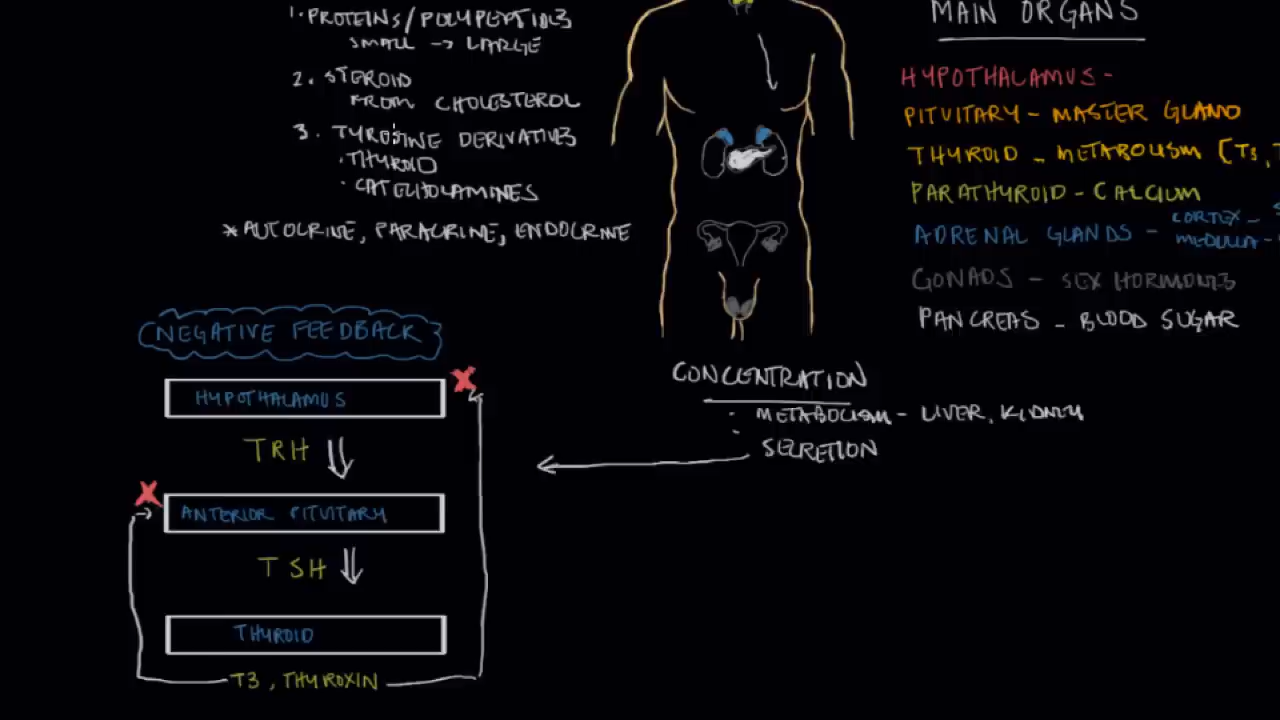 1. PROTEINS/POLYPEPTIDES
SMALL → LARGE
2. STEROID
FROM CHOLESTEROL
3. TYROSINE DERIVATIVES
· THYROID
· CATECHOLAMINES
* AUTOCRINE, PARACRINE, ENDOCRINE
MAIN ORGANS
HYPOTHALAMUS -
PITUITARY - MASTER GLAND
THYROID - METABOLISM [T3,
PARATHYROID - CALCIUM
ADRENAL GLANDS - CORTEX -
MEDULLA -
GONADS - SEX HORMONES
PANCREAS - BLOOD SUGAR
NEGATIVE FEEDBACK
HYPOTHALAMUS
TRH
ANTERIOR PITUITARY
TSH
THYROID
T3, THYROXIN
CONCENTRATION
· METABOLISM - LIVER, KIDNEY
· SECRETION